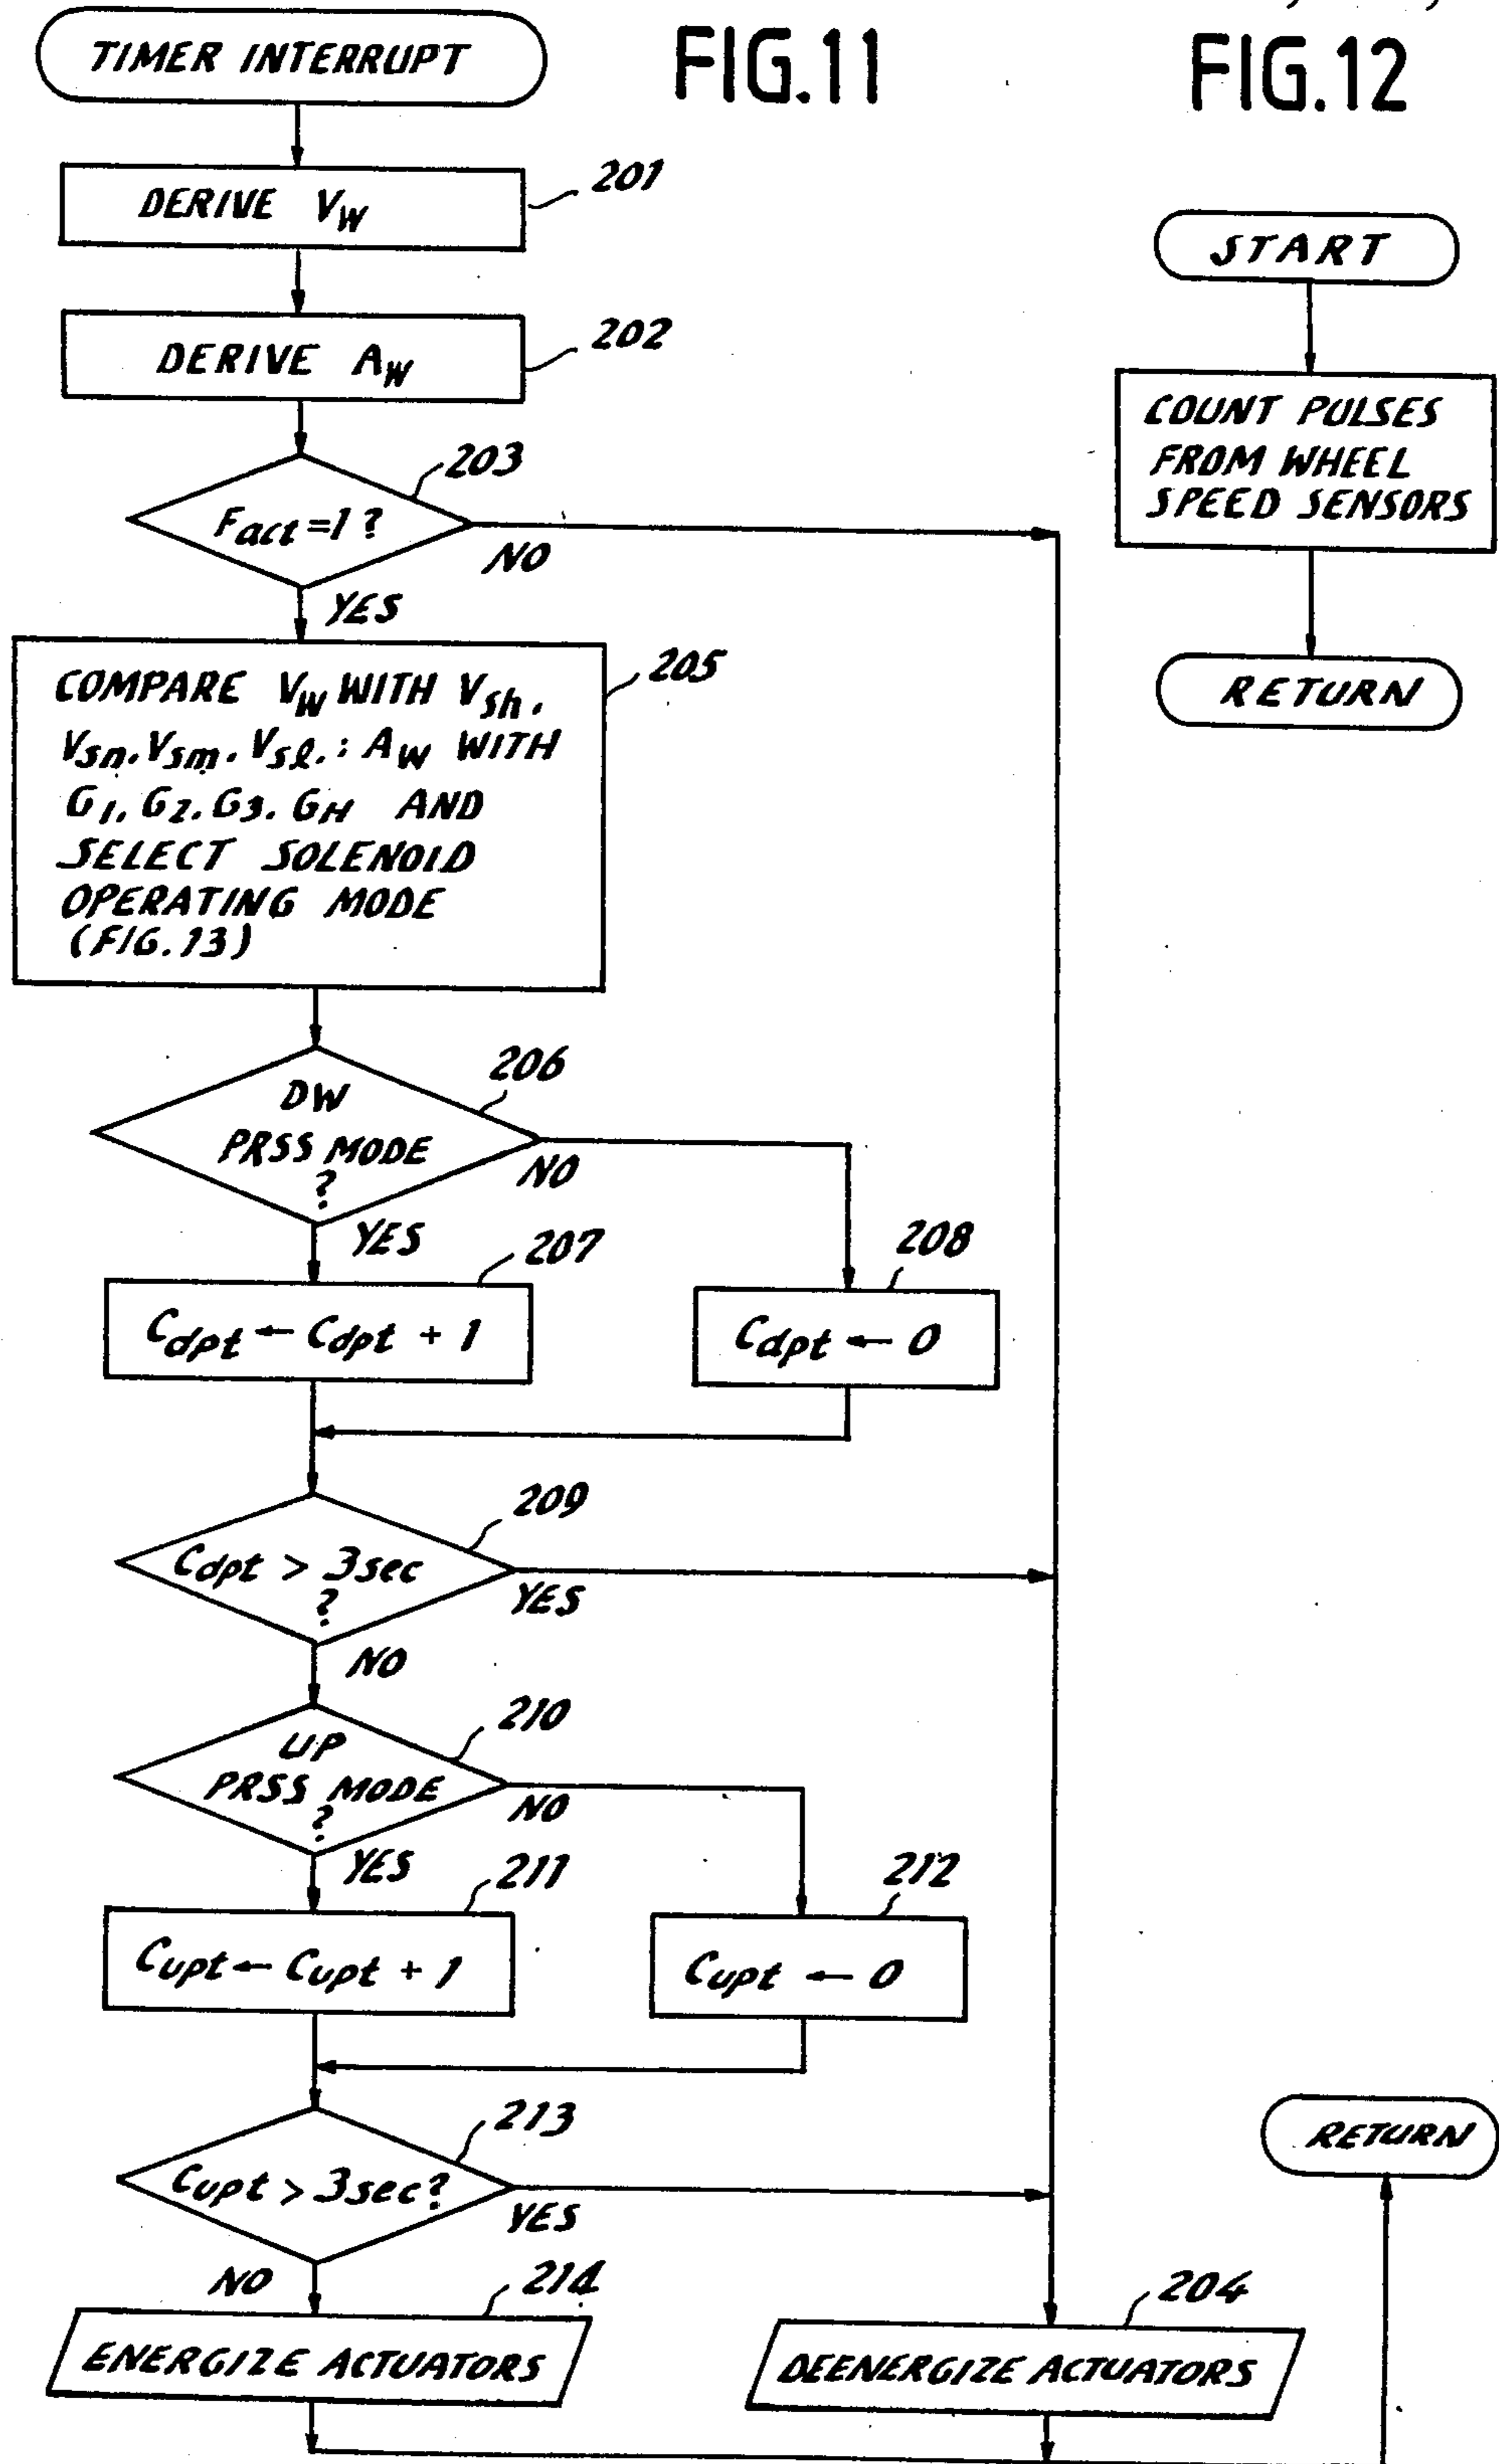 FIG.11
TIMER INTERRUPT
DERIVE Vw
201
DERIVE Aw
202
Fact=1?
203
NO
YES
COMPARE Vw WITH Vsh,
Vsn, Vsm, Vsl, ; Aw WITH
G1, G2, G3, GH AND
SELECT SOLENOID
OPERATING MODE
(FIG.13)
205
DW
PRSS MODE
?
206
NO
YES
Cdpt ← Cdpt + 1
207
Cdpt ← 0
208
Cdpt > 3sec
?
209
YES
NO
UP
PRSS MODE
?
210
NO
YES
Cupt ← Cupt + 1
211
Cupt ← 0
212
Cupt > 3sec?
213
YES
NO
ENERGIZE ACTUATORS
214
DEENERGIZE ACTUATORS
204
RETURN
FIG.12
START
COUNT PULSES
FROM WHEEL
SPEED SENSORS
RETURN